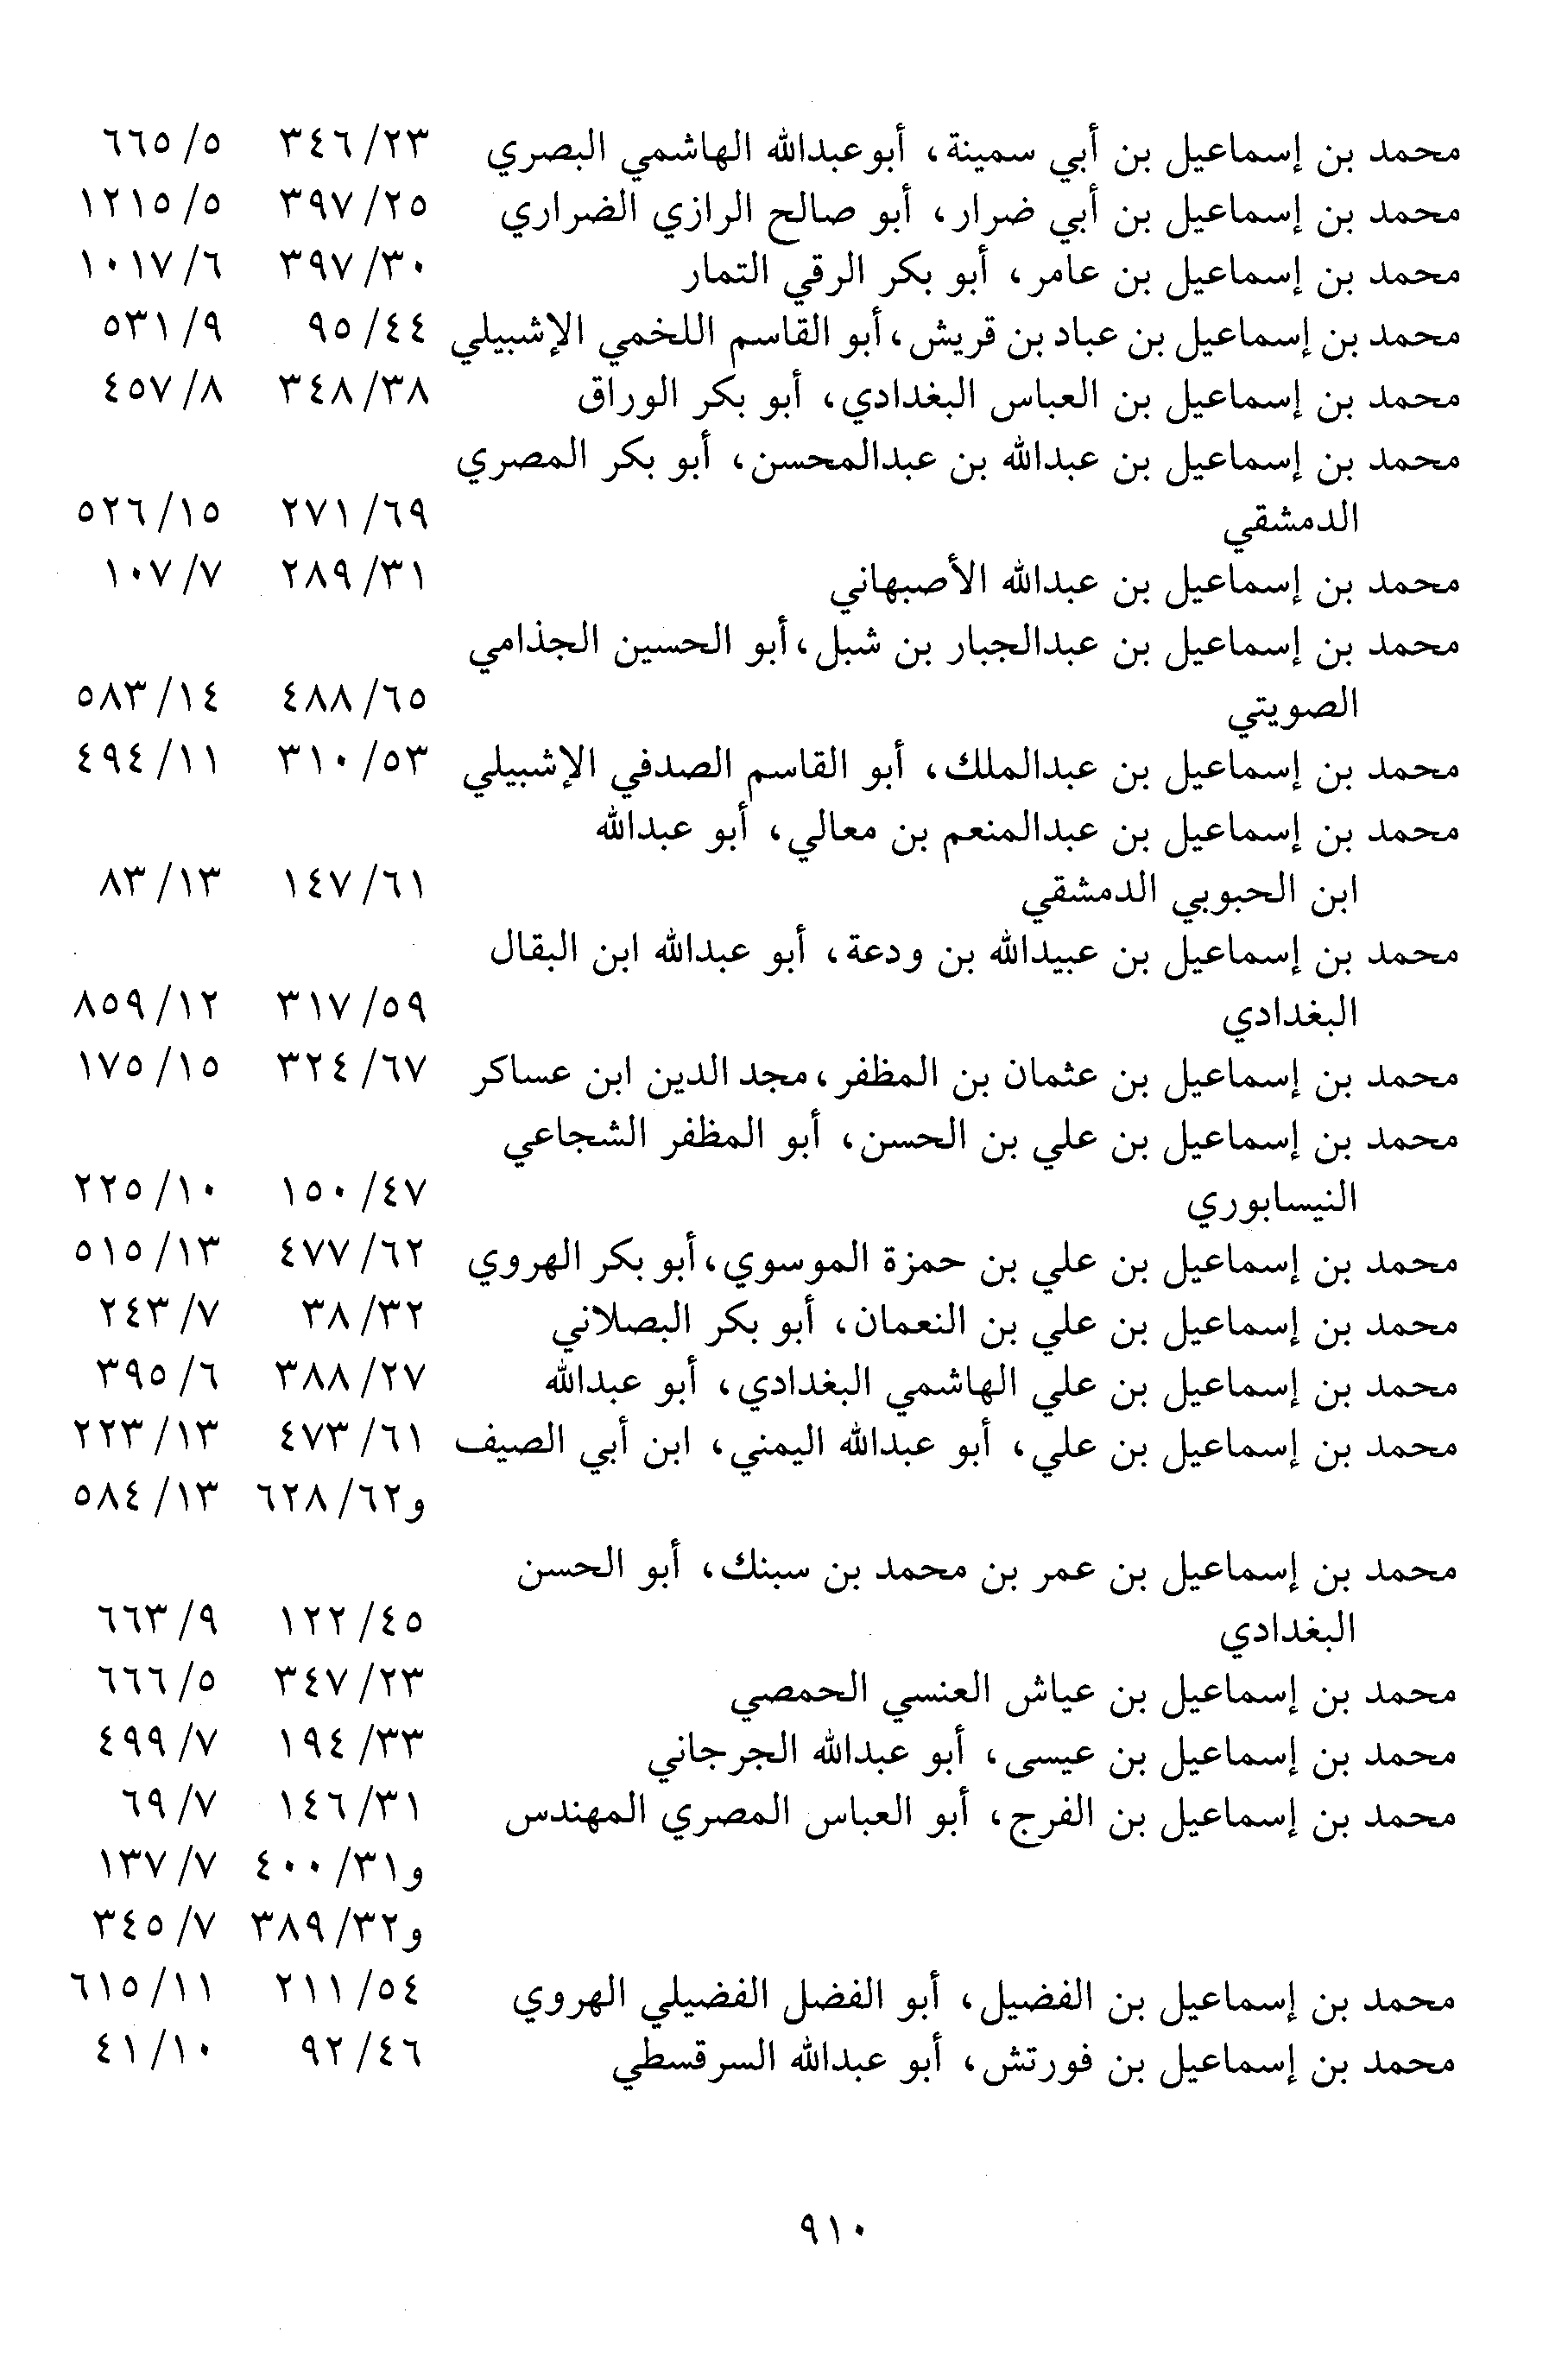 محمد بن إسماعيل بن أبي سمينة، أبوعبدالله الهاشمي البصري ٢٣/ ٣٤٦ ٥/ ٦٦٥
محمد بن إسماعيل بن أبي ضرار، أبو صالح الرازي الضراري ٢٥/ ٣٩٧ ٥/ ١٢١٥
محمد بن إسماعيل بن عامر، أبو بكر الرقي التمار ٣٠/ ٣٩٧ ٦/ ١٠١٧
محمد بن إسماعيل بن عباد بن قريش، أبو القاسم اللخمي الإشبيلي ٤٤/ ٩٥ ٩/ ٥٣١
محمد بن إسماعيل بن العباس البغدادي، أبو بكر الوراق ٣٨/ ٣٤٨ ٨/ ٤٥٧
محمد بن إسماعيل بن عبدالله بن عبدالمحسن، أبو بكر المصري
الدمشقي ٦٩/ ٢٧١ ١٥/ ٥٢٦
محمد بن إسماعيل بن عبدالله الأصبهاني ٣١/ ٢٨٩ ٧/ ١٠٧
محمد بن إسماعيل بن عبدالجبار بن شبل، أبو الحسين الجذامي
الصويتي ٦٥/ ٤٨٨ ١٤/ ٥٨٣
محمد بن إسماعيل بن عبدالملك، أبو القاسم الصدفي الإشبيلي ٥٣/ ٣١٠ ١١/ ٤٩٤
محمد بن إسماعيل بن عبدالمنعم بن معالي، أبو عبدالله
ابن الحبوبي الدمشقي ٦١/ ١٤٧ ١٣/ ٨٣
محمد بن إسماعيل بن عبيدالله بن ودعة، أبو عبدالله ابن البقال
البغدادي ٥٩/ ٣١٧ ١٢/ ٨٥٩
محمد بن إسماعيل بن عثمان بن المظفر، مجد الدين ابن عساكر ٦٧/ ٣٢٤ ١٥/ ١٧٥
محمد بن إسماعيل بن علي بن الحسن، أبو المظفر الشجاعي
النيسابوري ٤٧/ ١٥٠ ١٠/ ٢٢٥
محمد بن إسماعيل بن علي بن حمزة الموسوي، أبو بكر الهروي ٦٢/ ٤٧٧ ١٣/ ٥١٥
محمد بن إسماعيل بن علي بن النعمان، أبو بكر البصلاني ٣٢/ ٣٨ ٧/ ٢٤٣
محمد بن إسماعيل بن علي الهاشمي البغدادي، أبو عبدالله ٢٧/ ٣٨٨ ٦/ ٣٩٥
محمد بن إسماعيل بن علي، أبو عبدالله اليمني، ابن أبي الصيف ٦١/ ٤٧٣ ١٣/ ٢٢٣
و٦٢/ ٦٢٨ ١٣/ ٥٨٤
محمد بن إسماعيل بن عمر بن محمد بن سبنك، أبو الحسن
البغدادي ٤٥/ ١٢٢ ٩/ ٦٦٣
محمد بن إسماعيل بن عياش العنسي الحمصي ٢٣/ ٣٤٧ ٥/ ٦٦٦
محمد بن إسماعيل بن عيسى، أبو عبدالله الجرجاني ٣٣/ ١٩٤ ٧/ ٤٩٩
محمد بن إسماعيل بن الفرج، أبو العباس المصري المهندس ٣١/ ١٤٦ ٧/ ٦٩
و٣١/ ٤٠٠ ٧/ ١٣٧
و٣٢/ ٣٨٩ ٧/ ٣٤٥
محمد بن إسماعيل بن الفضيل، أبو الفضل الفضيلي الهروي ٥٤/ ٢١١ ١١/ ٦١٥
محمد بن إسماعيل بن فورتش، أبو عبدالله السرقسطي ٤٦/ ٩٢ ١٠/ ٤١
٩١٠